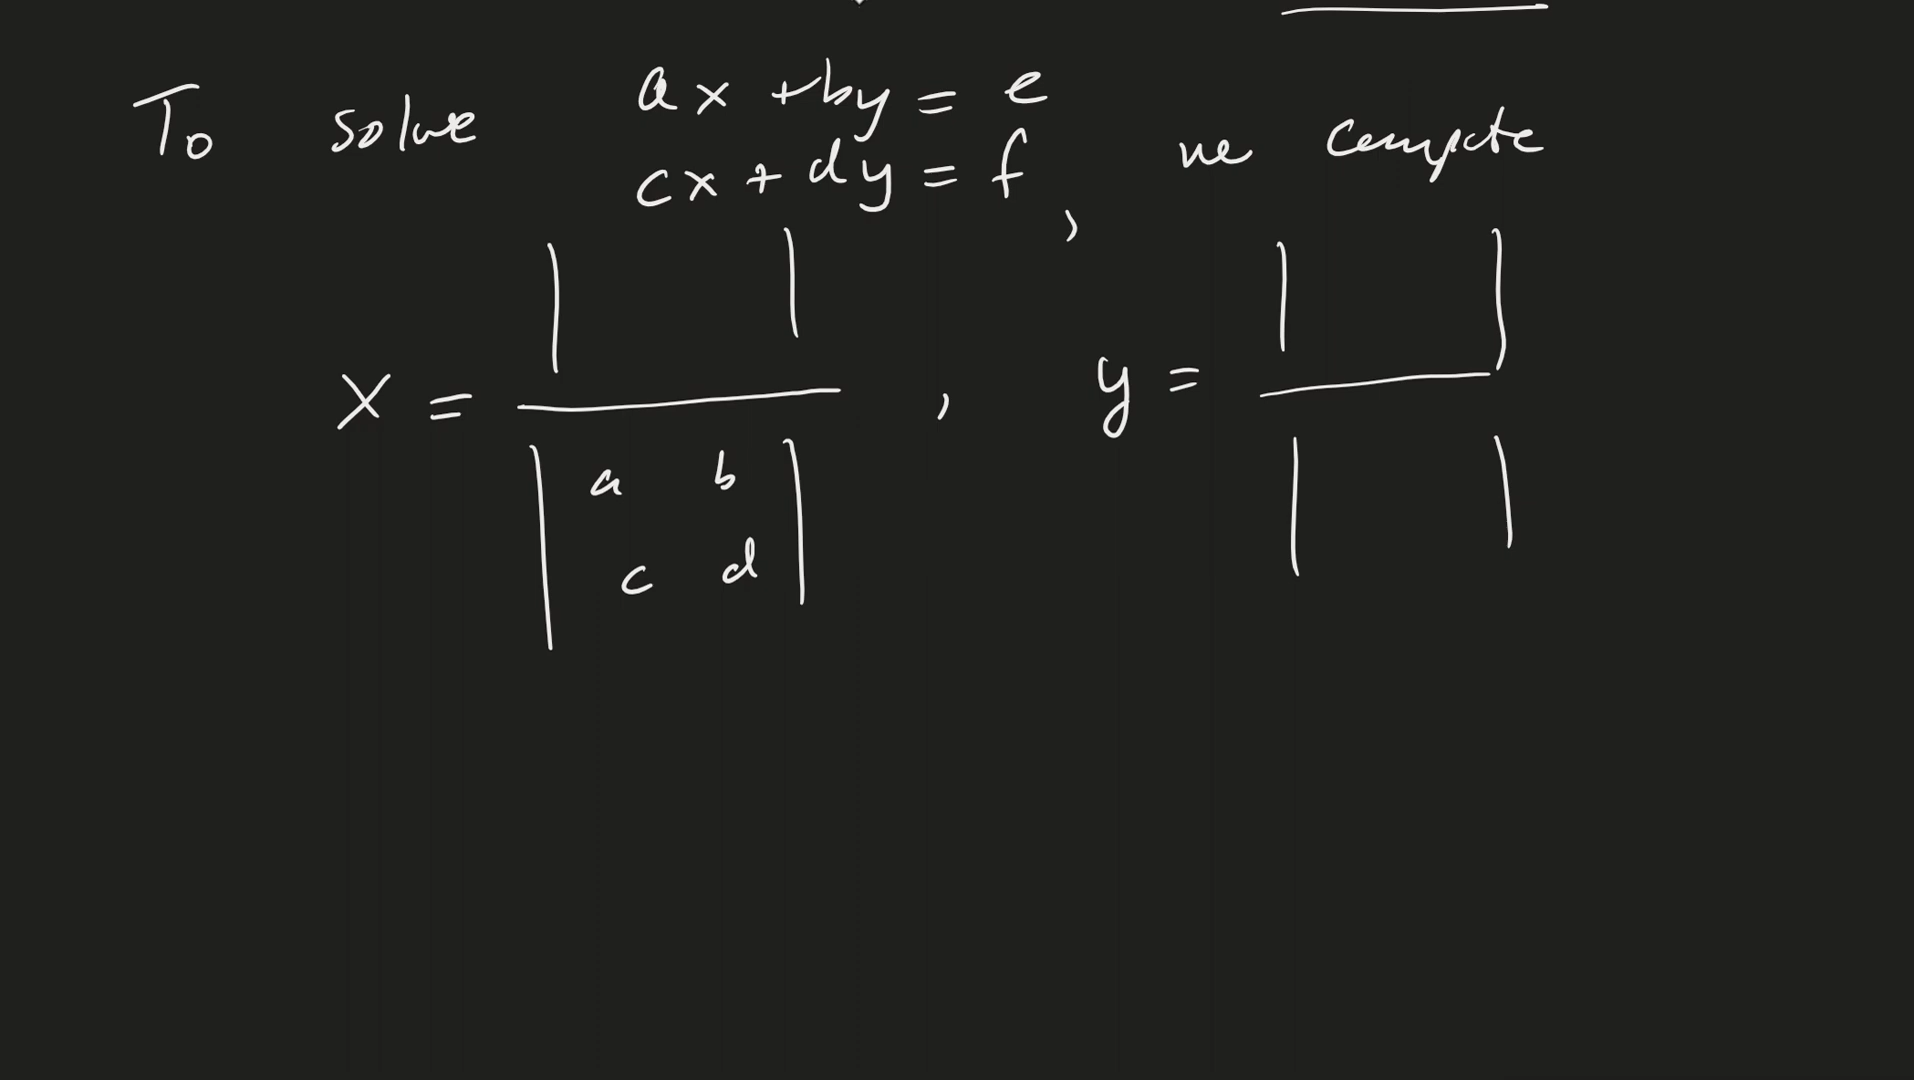 To solve ax + by = e
cx + dy = f , we compute
x = | | , y = | |
| a b | | |
| c d |